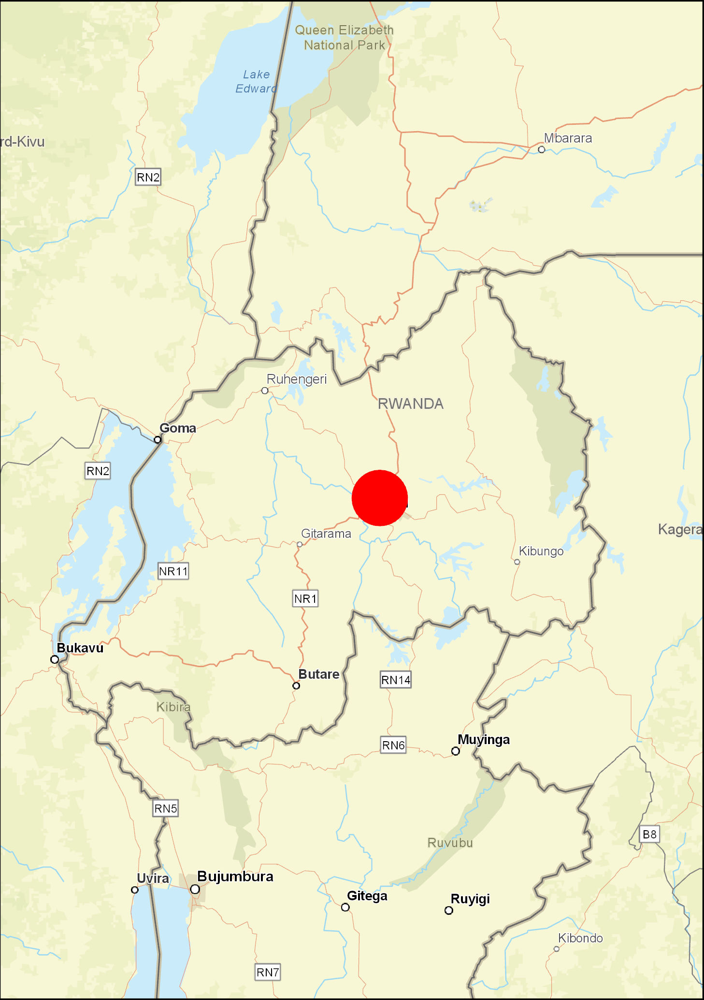 Queen Elizabeth
National Park
Lake
Edward
rd-Kivu
Mbarara
RN2
Ruhengeri
RWANDA
Goma
RN2
Gitarama
Kagera
Kibungo
NR11
NR1
Bukavu
Butare
RN14
Kibira
Muyinga
RN6
RN5
B8
Ruvubu
Uvira
Bujumbura
Gitega
Ruyigi
Kibondo
RN7